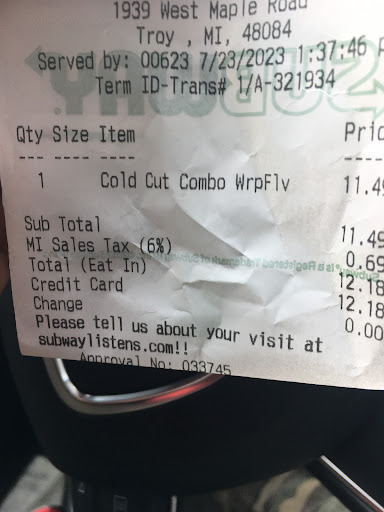 1939 West Maple Road
Troy , MI, 48084
Served by: 00623 7/23/2023 1:37:46 P
Term ID-Trans# 1/A-321934
SUBWAY
Qty Size Item Pric
--- ---- ---- ----
1 Cold Cut Combo WrpFlv 11.49
Sub Total 11.49
MI Sales Tax (6%) 0.69
Total (Eat In) 12.18
Credit Card 12.18
Change 0.00
Please tell us about your visit at
subwaylistens.com!!
Approval No: 033745